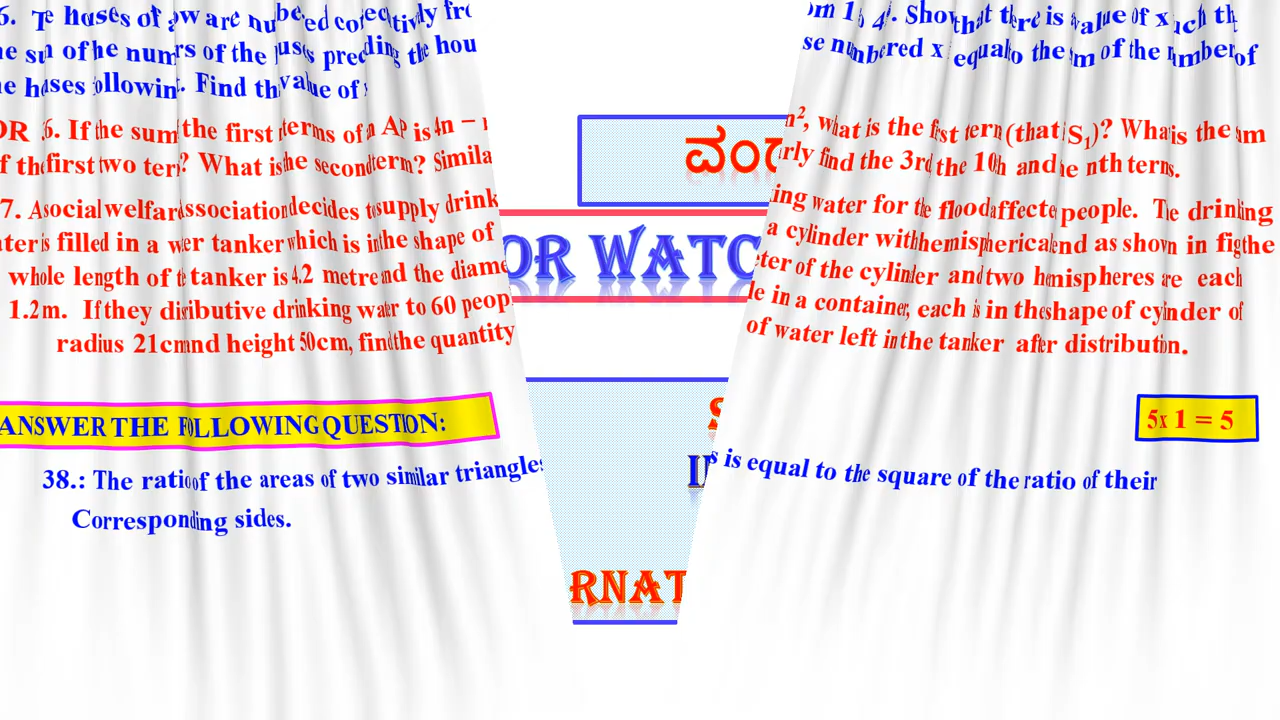 6. The houses of a row are numbered consecutively from 1 to 49. Show that there is a value of x such th
he sum of the numbers of the houses preceding the house numbered x is equal to the sum of the number of
he houses following it. Find the value of x
OR 36. If the sum of the first n terms of an AP is 4n − n², what is the first term (that is S₁)? What is the sum
of the first two terms? What is the second term? Similarly find the 3rd the 10th and the nth terms.
37. A social welfare association decides to supply drinking water for the flood affected people. The drinking
water is filled in a water tanker which is in the shape of a cylinder with hemispherical end as shown in fig the
whole length of the tanker is 4.2 metre and the diameter of the cylinder and two hemispheres are each
1.2m. If they distributive drinking water to 60 people in a container, each is in the shape of cylinder of
radius 21cm and height 50cm, find the quantity of water left in the tanker after distribution.
ವಂ
OR WATC
ANSWER THE FOLLOWING QUESTION: 5x 1 = 5
38.: The ratio of the areas of two similar triangles is equal to the square of the ratio of their
Corresponding sides.
RNAT